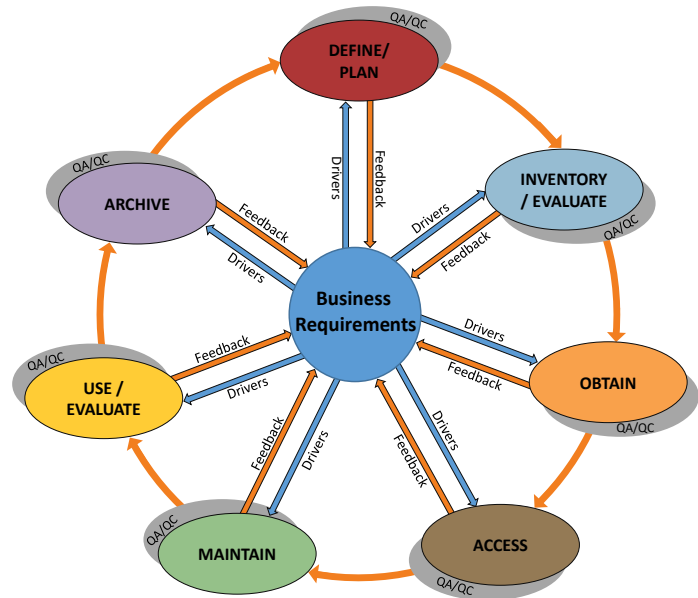 QA/QC
DEFINE/
PLAN
QA/QC
INVENTORY
/ EVALUATE
QA/QC
ARCHIVE
Drivers
Feedback
Drivers
Feedback
Feedback
Drivers
Business
Requirements
Drivers
Feedback
OBTAIN
QA/QC
QA/QC
USE /
EVALUATE
Feedback
Drivers
Feedback
Drivers
Drivers
Feedback
QA/QC
MAINTAIN
ACCESS
QA/QC